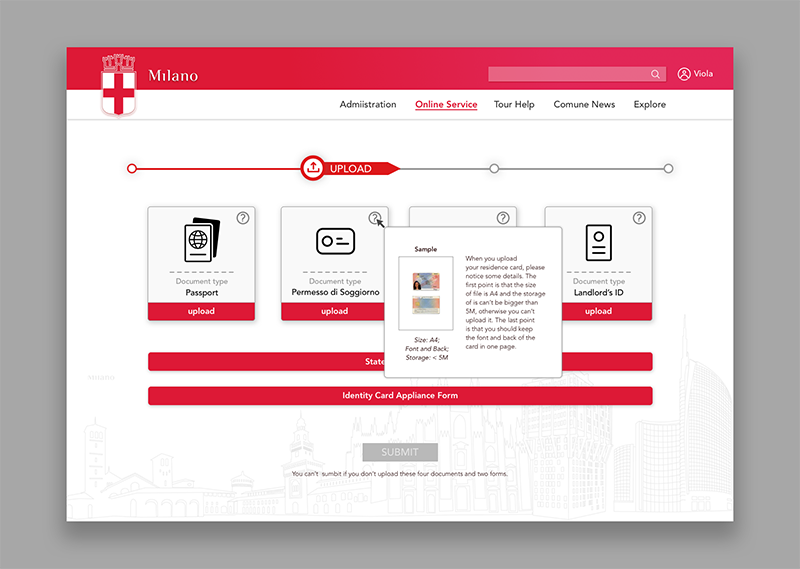 Milano
Viola
Admiistration
Online Service
Tour Help
Comune News
Explore
UPLOAD
?
?
?
?
Document type
Passport
upload
Document type
Permesso di Soggiorno
upload
Document type
Landlord's ID
upload
Sample
Size: A4;
Font and Back;
Storage: < 5M
When you upload
your residence card, please
notice some details. The
first point is that the size
of file is A4 and the storage
of is can't be bigger than
5M, otherwise you can't
upload it. The last point
is that you should keep
the font and back of the
card in one page.
State
Milano
Identity Card Appliance Form
SUBMIT
You can't sumbit if you don't upload these four documents and two forms.